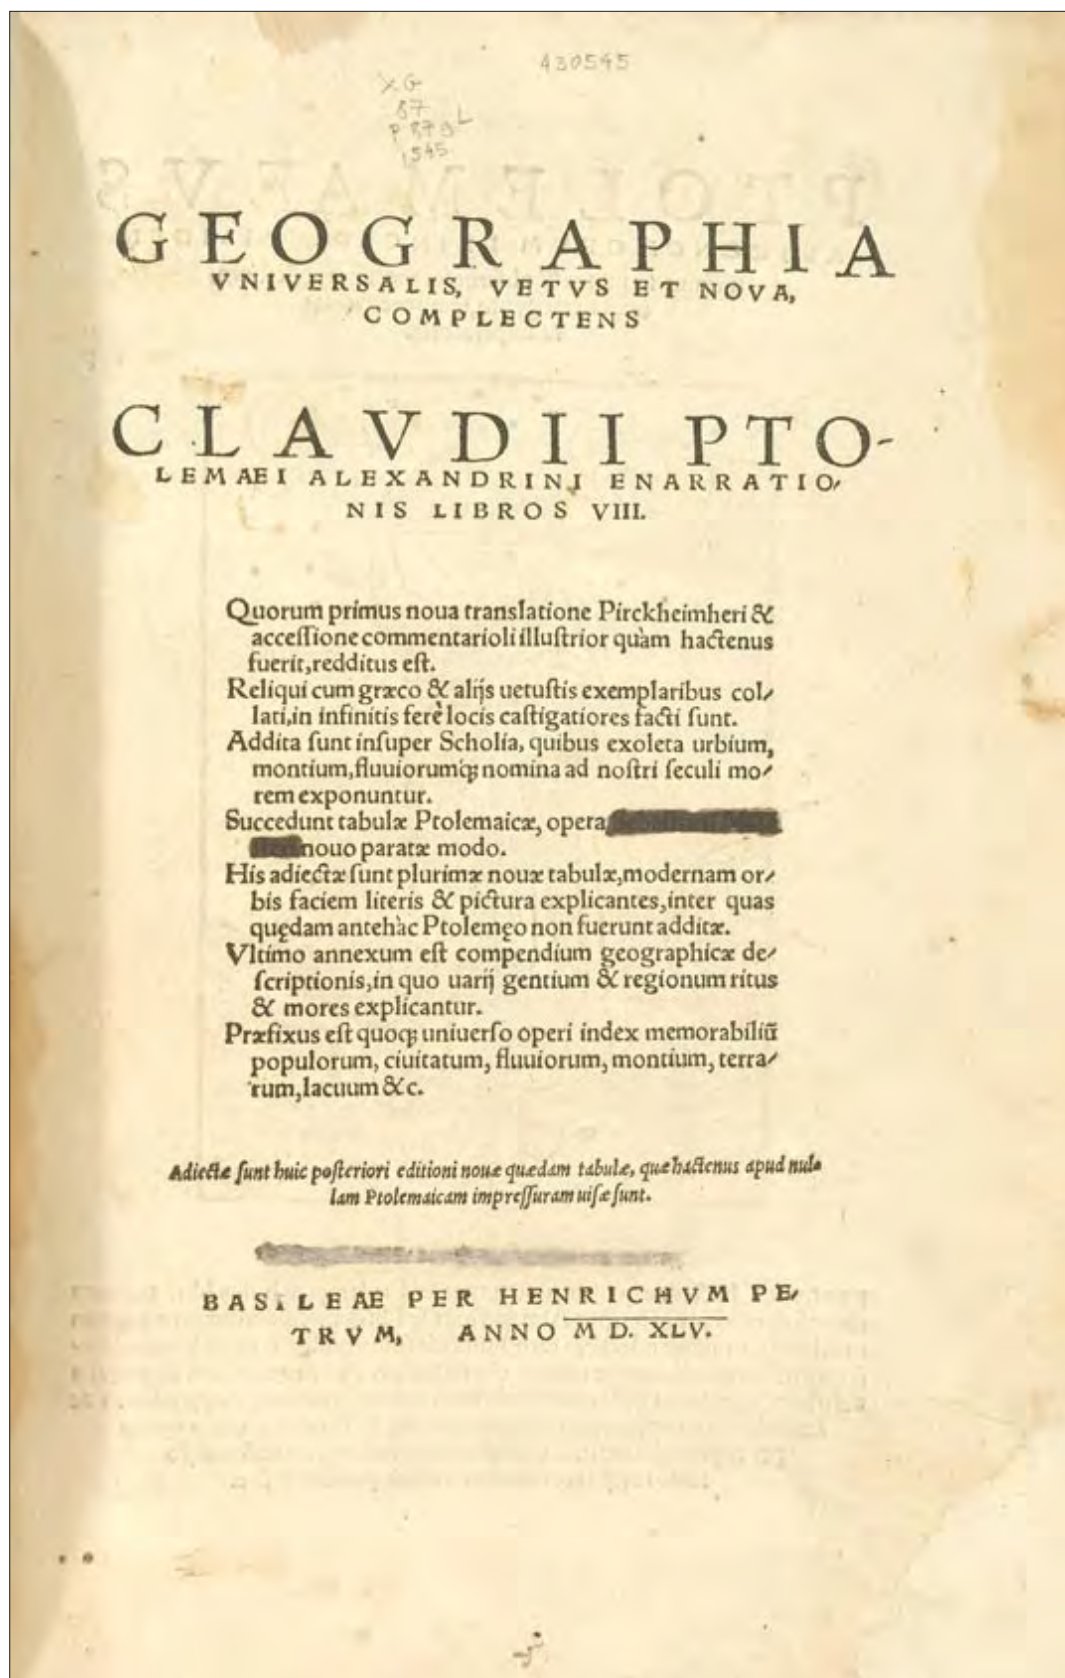 430545
XG
87
P87gL
1545
GEOGRAPHIA
VNIVERSALIS, VETVS ET NOVA,
COMPLECTENS
CLAVDII PTO-
LEMAEI ALEXANDRINI ENARRATIO-
NIS LIBROS VIII.
Quorum primus noua translatione Pirckheimheri &
accesſione commentarioli illuſtrior quàm hactenus
fuerit, redditus eſt.
Reliqui cum græco & alijs uetuſtis exemplaribus col-
lati, in infinitis ferè locis caſtigatiores facti ſunt.
Addita ſunt inſuper Scholia, quibus exoleta urbium,
montium, fluuiorumq́; nomina ad noſtri ſeculi mo-
rem exponuntur.
Succedunt tabulæ Ptolemaicæ, opera
nouo paratæ modo.
His adiectæ ſunt plurimæ nouæ tabulæ, modernam or-
bis faciem literis & pictura explicantes, inter quas
quędam antehàc Ptolemęo non fuerunt additæ.
Vltimo annexum eſt compendium geographicæ de-
ſcriptionis, in quo uarij gentium & regionum ritus
& mores explicantur.
Præfixus eſt quoq; uniuerſo operi index memorabiliũ
populorum, ciuitatum, fluuiorum, montium, terra-
rum, lacuum &c.
Adiectæ ſunt huic poſteriori editioni nouæ quædam tabulæ, quæ hactenus apud nul-
lam Ptolemaicam impreſſuram uiſæ ſunt.
BASILEAE PER HENRICHVM PE-
TRVM, ANNO M D. XLV.